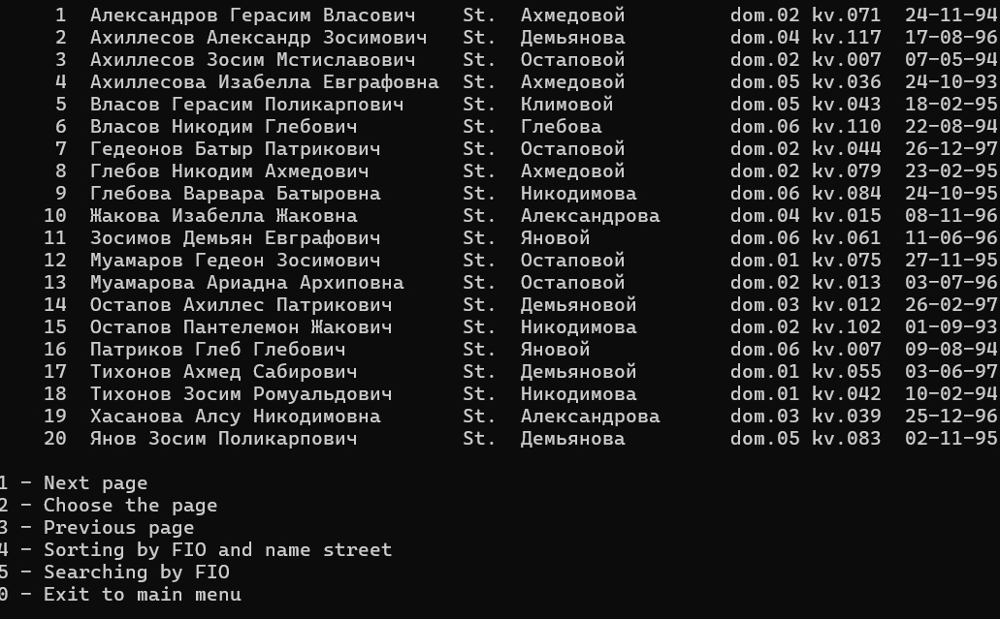 1 Александров Герасим Власович St. Ахмедовой dom.02 kv.071 24-11-94
2 Ахиллесов Александр Зосимович St. Демьянова dom.04 kv.117 17-08-96
3 Ахиллесов Зосим Мстиславович St. Остаповой dom.02 kv.007 07-05-94
4 Ахиллесова Изабелла Евграфовна St. Ахмедовой dom.05 kv.036 24-10-93
5 Власов Герасим Поликарпович St. Климовой dom.05 kv.043 18-02-95
6 Власов Никодим Глебович St. Глебова dom.06 kv.110 22-08-94
7 Гедеонов Батыр Патрикович St. Остаповой dom.02 kv.044 26-12-97
8 Глебов Никодим Ахмедович St. Ахмедовой dom.02 kv.079 23-02-95
9 Глебова Варвара Батыровна St. Никодимова dom.06 kv.084 24-10-95
10 Жакова Изабелла Жаковна St. Александрова dom.04 kv.015 08-11-96
11 Зосимов Демьян Евграфович St. Яновой dom.06 kv.061 11-06-96
12 Муамаров Гедеон Зосимович St. Остаповой dom.01 kv.075 27-11-95
13 Муамарова Ариадна Архиповна St. Остаповой dom.02 kv.013 03-07-96
14 Остапов Ахиллес Патрикович St. Демьяновой dom.03 kv.012 26-02-97
15 Остапов Пантелемон Жакович St. Никодимова dom.02 kv.102 01-09-93
16 Патриков Глеб Глебович St. Яновой dom.06 kv.007 09-08-94
17 Тихонов Ахмед Сабирович St. Демьяновой dom.01 kv.055 03-06-97
18 Тихонов Зосим Ромуальдович St. Никодимова dom.01 kv.042 10-02-94
19 Хасанова Алсу Никодимовна St. Александрова dom.03 kv.039 25-12-96
20 Янов Зосим Поликарпович St. Демьянова dom.05 kv.083 02-11-95
1 - Next page
2 - Choose the page
3 - Previous page
4 - Sorting by FIO and name street
5 - Searching by FIO
0 - Exit to main menu